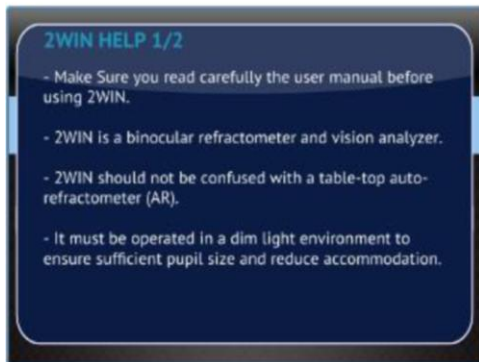 2WIN HELP 1/2
- Make Sure you read carefully the user manual before
using 2WIN.
- 2WIN is a binocular refractometer and vision analyzer.
- 2WIN should not be confused with a table-top auto-
refractometer (AR).
- It must be operated in a dim light environment to
ensure sufficient pupil size and reduce accommodation.